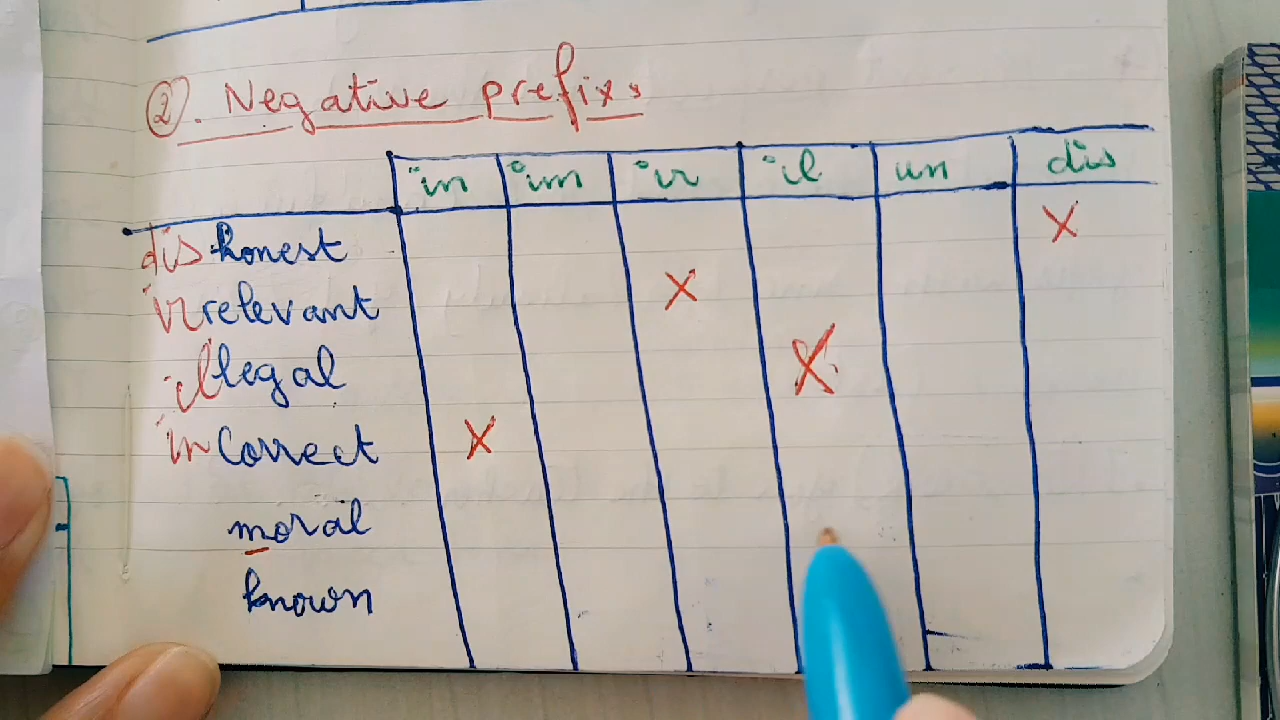 2. Negative prefixs
in im ir il un dis
dishonest X
irrelevant X
illegal X
incorrect X
moral
known